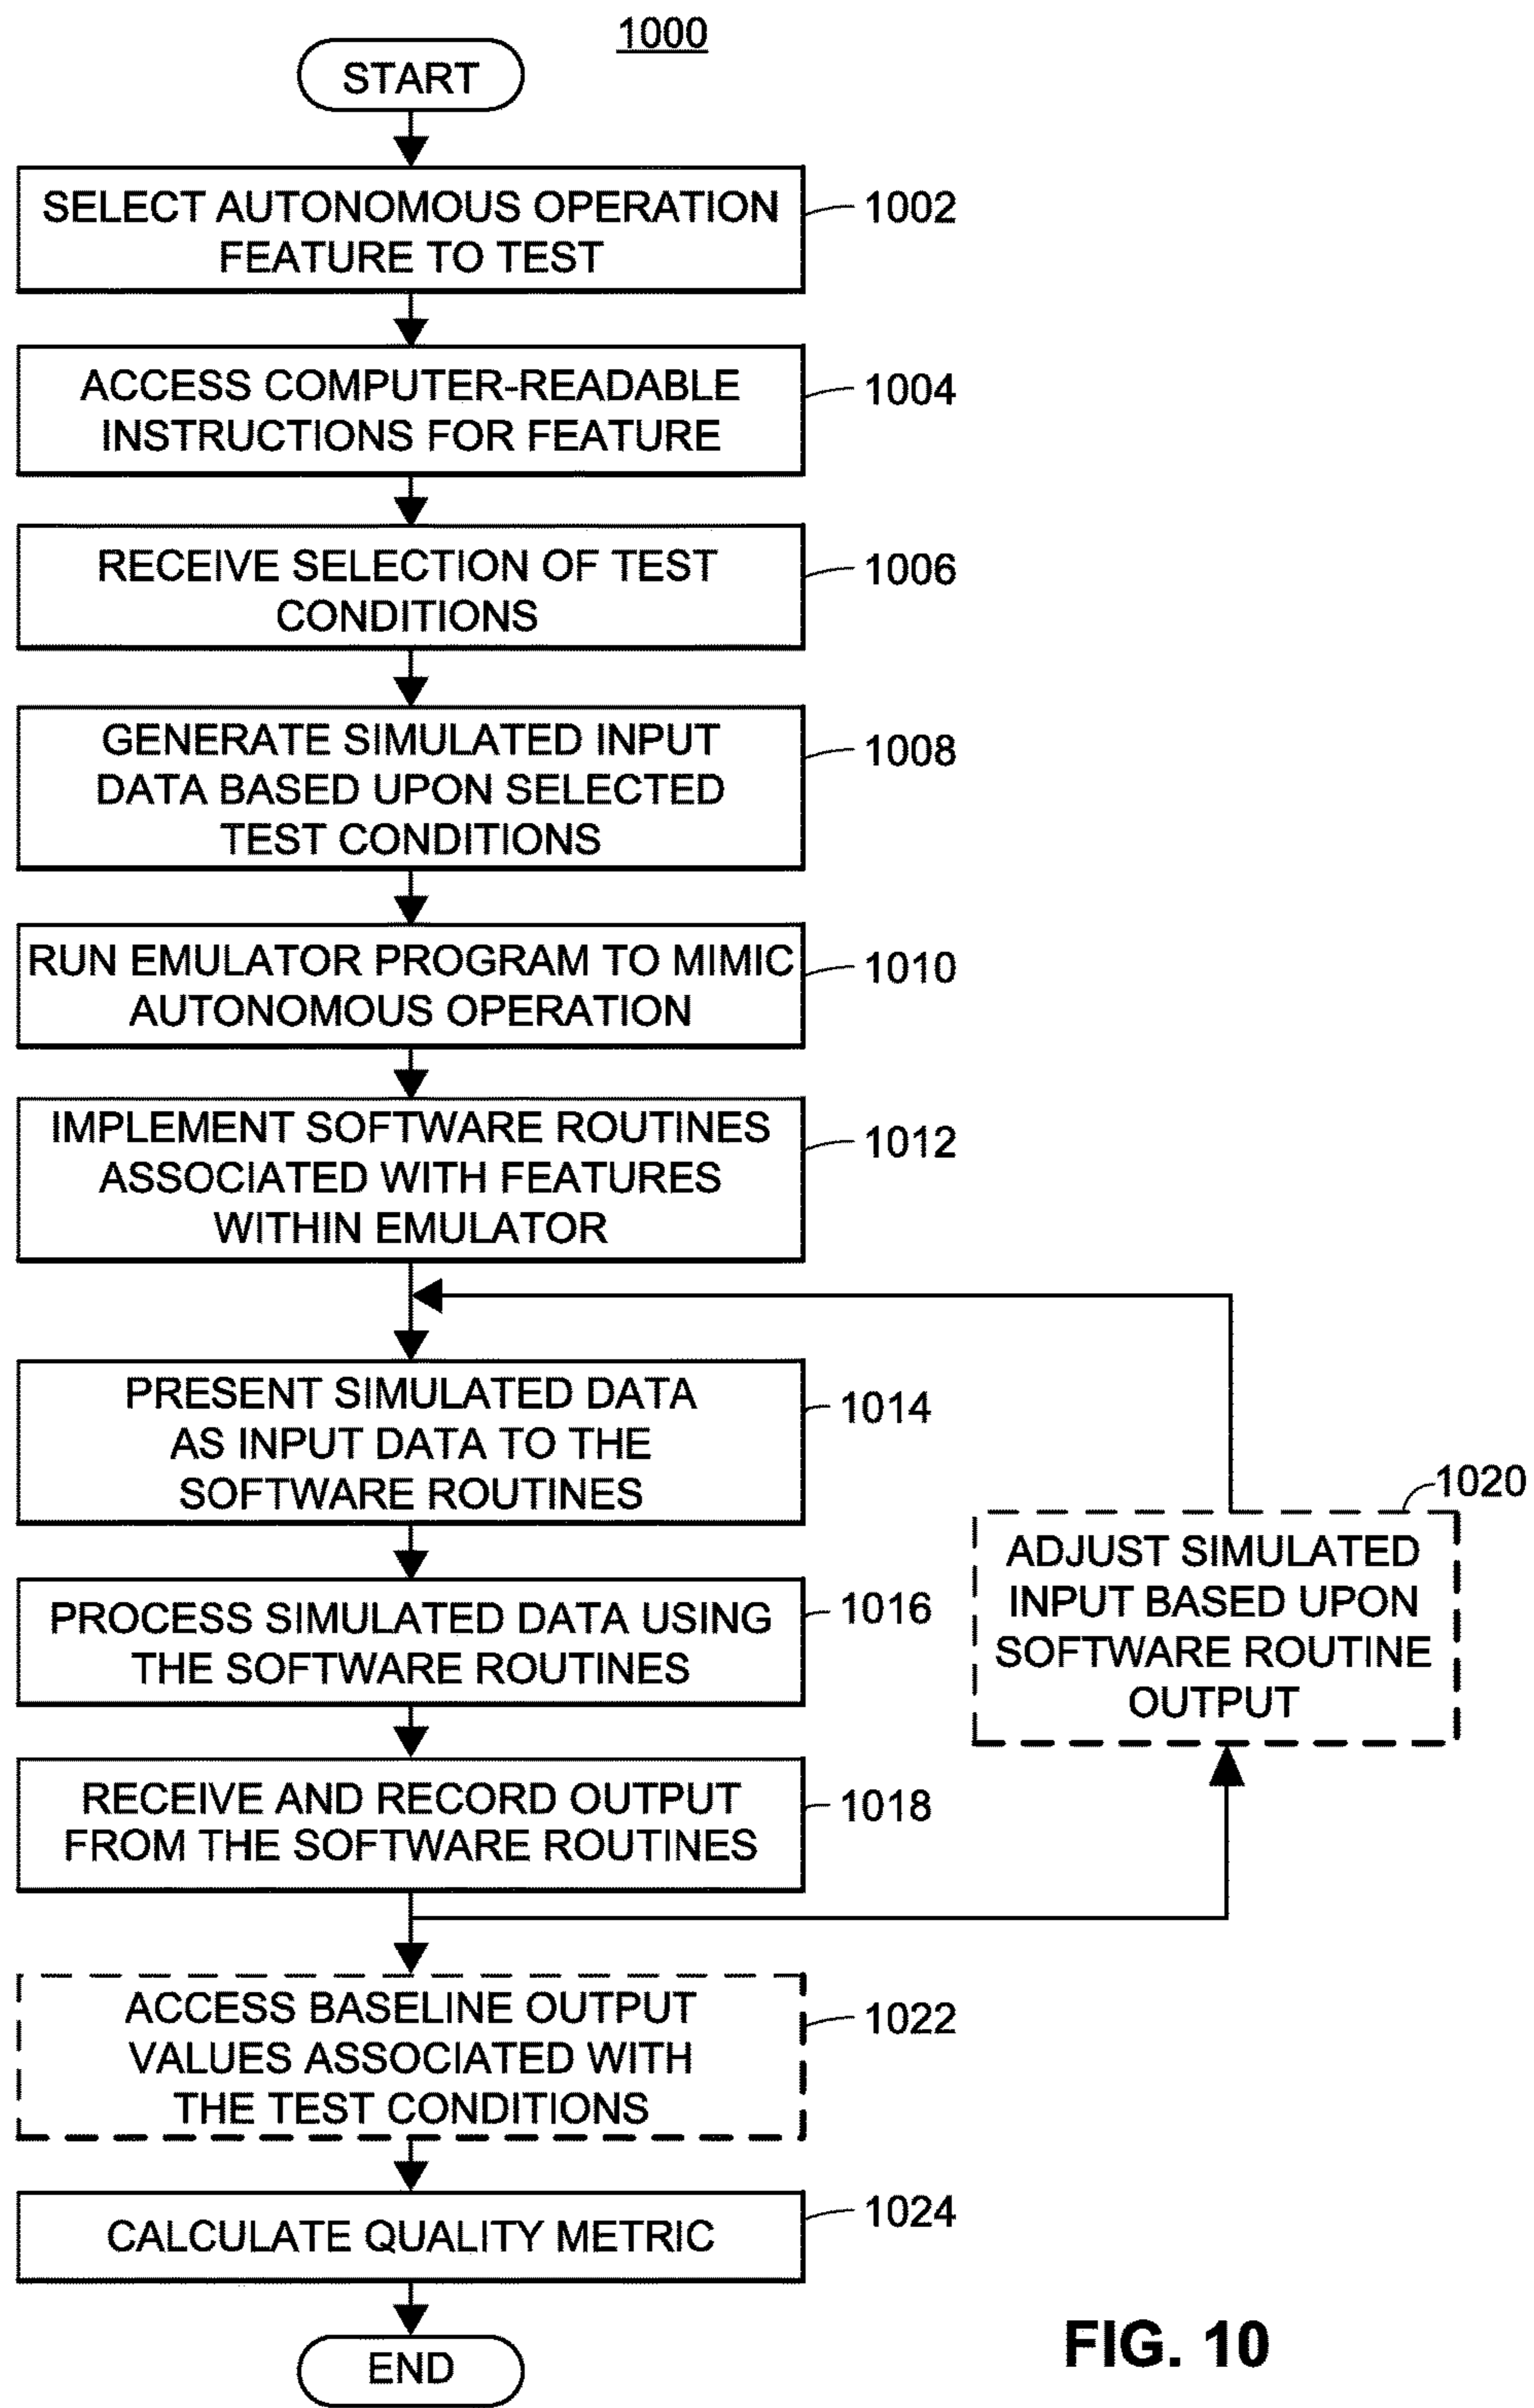 1000
START
SELECT AUTONOMOUS OPERATION
FEATURE TO TEST
1002
ACCESS COMPUTER-READABLE
INSTRUCTIONS FOR FEATURE
1004
RECEIVE SELECTION OF TEST
CONDITIONS
1006
GENERATE SIMULATED INPUT
DATA BASED UPON SELECTED
TEST CONDITIONS
1008
RUN EMULATOR PROGRAM TO MIMIC
AUTONOMOUS OPERATION
1010
IMPLEMENT SOFTWARE ROUTINES
ASSOCIATED WITH FEATURES
WITHIN EMULATOR
1012
PRESENT SIMULATED DATA
AS INPUT DATA TO THE
SOFTWARE ROUTINES
1014
PROCESS SIMULATED DATA USING
THE SOFTWARE ROUTINES
1016
RECEIVE AND RECORD OUTPUT
FROM THE SOFTWARE ROUTINES
1018
1020
ADJUST SIMULATED
INPUT BASED UPON
SOFTWARE ROUTINE
OUTPUT
ACCESS BASELINE OUTPUT
VALUES ASSOCIATED WITH
THE TEST CONDITIONS
1022
CALCULATE QUALITY METRIC
1024
END
FIG. 10